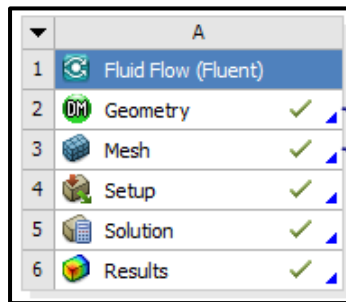 A
1 Fluid Flow (Fluent)
2 DM Geometry
3 Mesh
4 Setup
5 Solution
6 Results